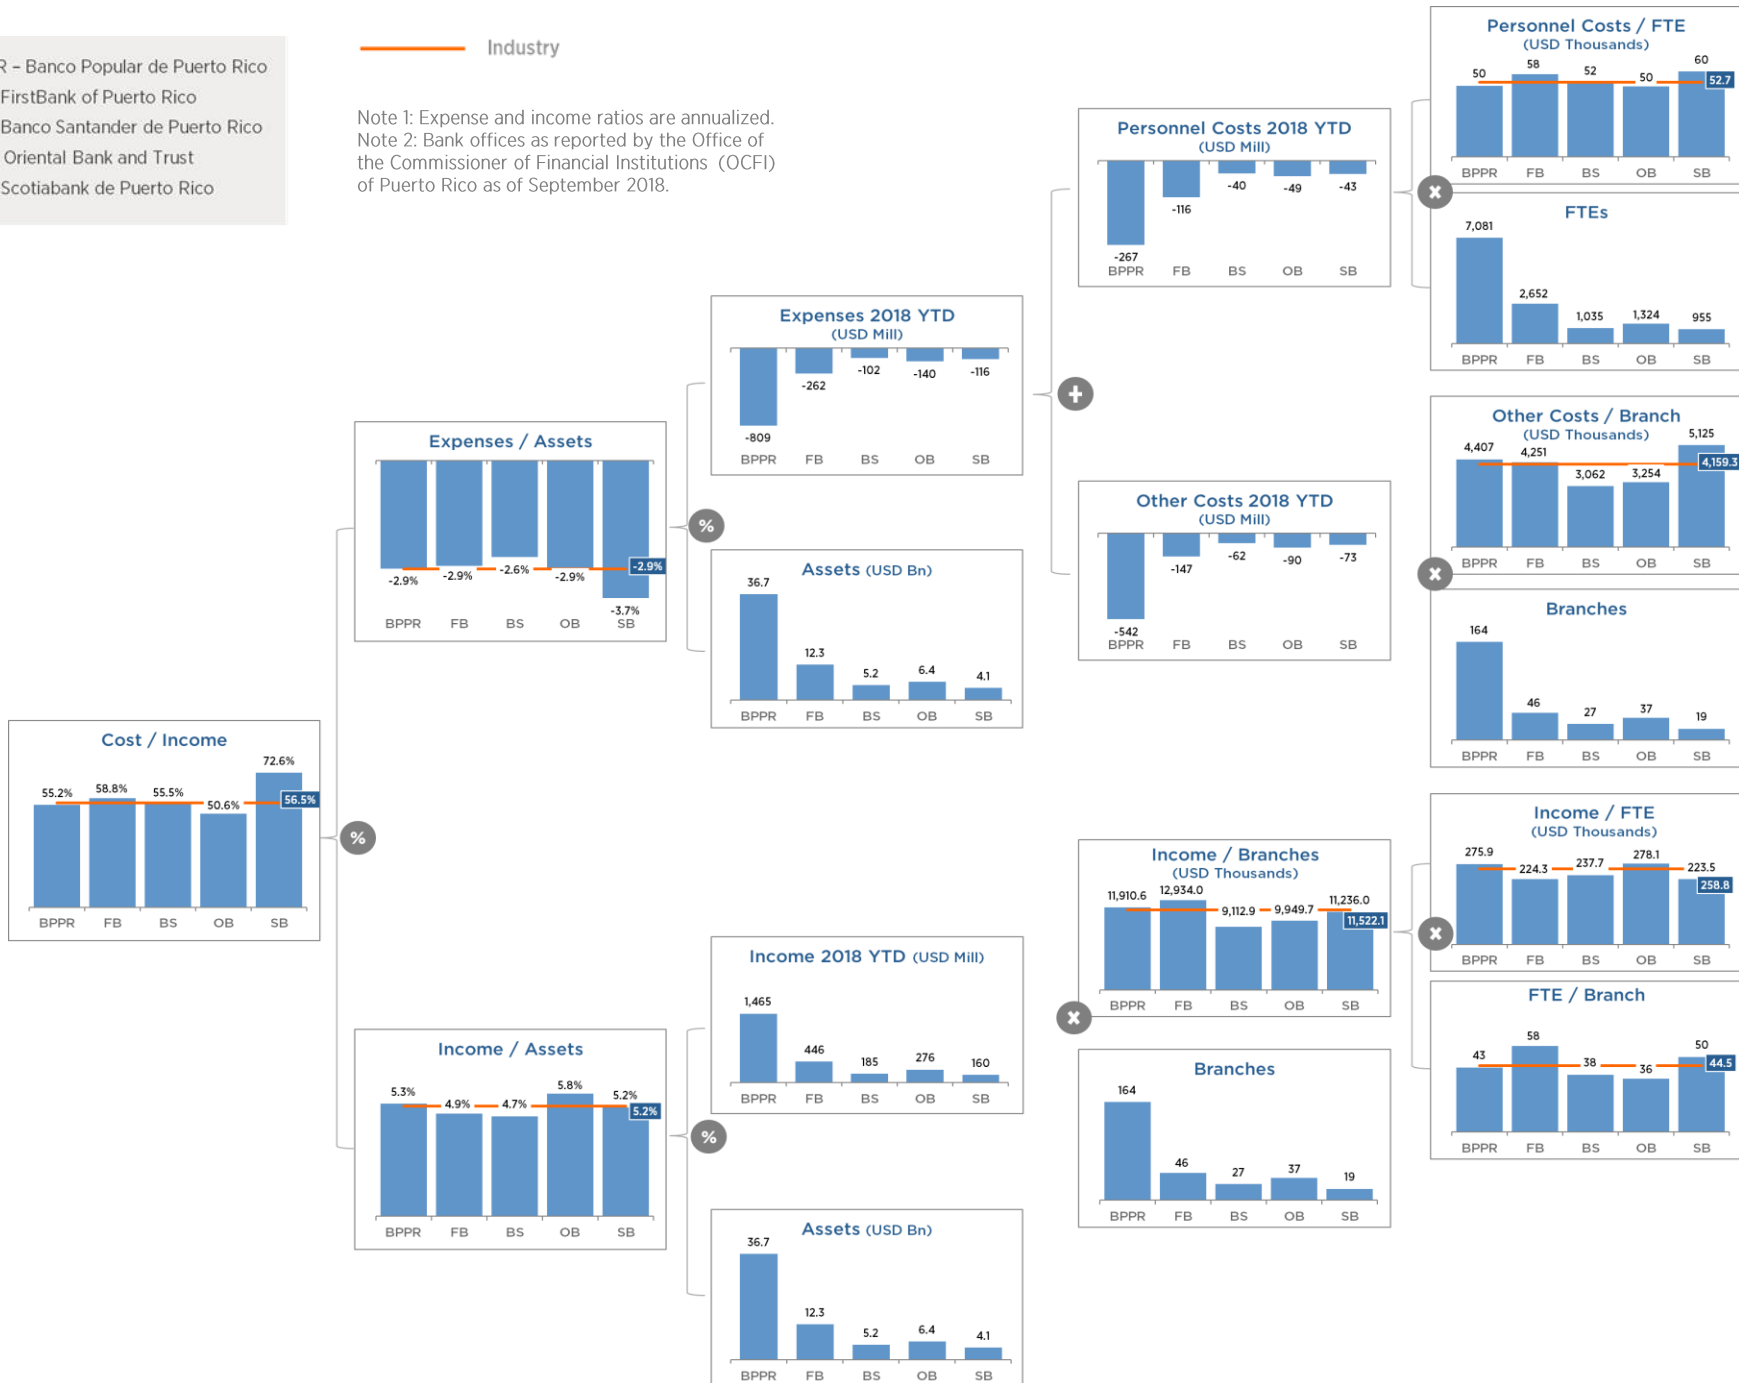 R – Banco Popular de Puerto Rico
FirstBank of Puerto Rico
Banco Santander de Puerto Rico
Oriental Bank and Trust
Scotiabank de Puerto Rico
Industry
Note 1: Expense and income ratios are annualized.
Note 2: Bank offices as reported by the Office of
the Commissioner of Financial Institutions (OCFI)
of Puerto Rico as of September 2018.
Personnel Costs / FTE
(USD Thousands)
50 58 52 50 60
52.7
BPPR FB BS OB SB
Personnel Costs 2018 YTD
(USD Mill)
-267 -116 -40 -49 -43
BPPR FB BS OB SB
FTEs
7,081 2,652 1,035 1,324 955
BPPR FB BS OB SB
Expenses 2018 YTD
(USD Mill)
-809 -262 -102 -140 -116
BPPR FB BS OB SB
+
x
Other Costs / Branch
(USD Thousands)
4,407 4,251 3,062 3,254 5,125
4,159.3
BPPR FB BS OB SB
Expenses / Assets
-2.9% -2.9% -2.6% -2.9% -3.7%
-2.9%
BPPR FB BS OB SB
%
Other Costs 2018 YTD
(USD Mill)
-542 -147 -62 -90 -73
BPPR FB BS OB SB
x
Assets (USD Bn)
36.7 12.3 5.2 6.4 4.1
BPPR FB BS OB SB
Branches
164 46 27 37 19
BPPR FB BS OB SB
Cost / Income
55.2% 58.8% 55.5% 50.6% 72.6%
56.5%
BPPR FB BS OB SB
%
Income / FTE
(USD Thousands)
275.9 224.3 237.7 278.1 223.5
258.8
BPPR FB BS OB SB
Income / Branches
(USD Thousands)
11,910.6 12,934.0 9,112.9 9,949.7 11,236.0
11,522.1
BPPR FB BS OB SB
x
Income 2018 YTD (USD Mill)
1,465 446 185 276 160
BPPR FB BS OB SB
x
FTE / Branch
43 58 38 36 50
44.5
BPPR FB BS OB SB
Income / Assets
5.3% 4.9% 4.7% 5.8% 5.2%
5.2%
BPPR FB BS OB SB
%
Branches
164 46 27 37 19
BPPR FB BS OB SB
Assets (USD Bn)
36.7 12.3 5.2 6.4 4.1
BPPR FB BS OB SB